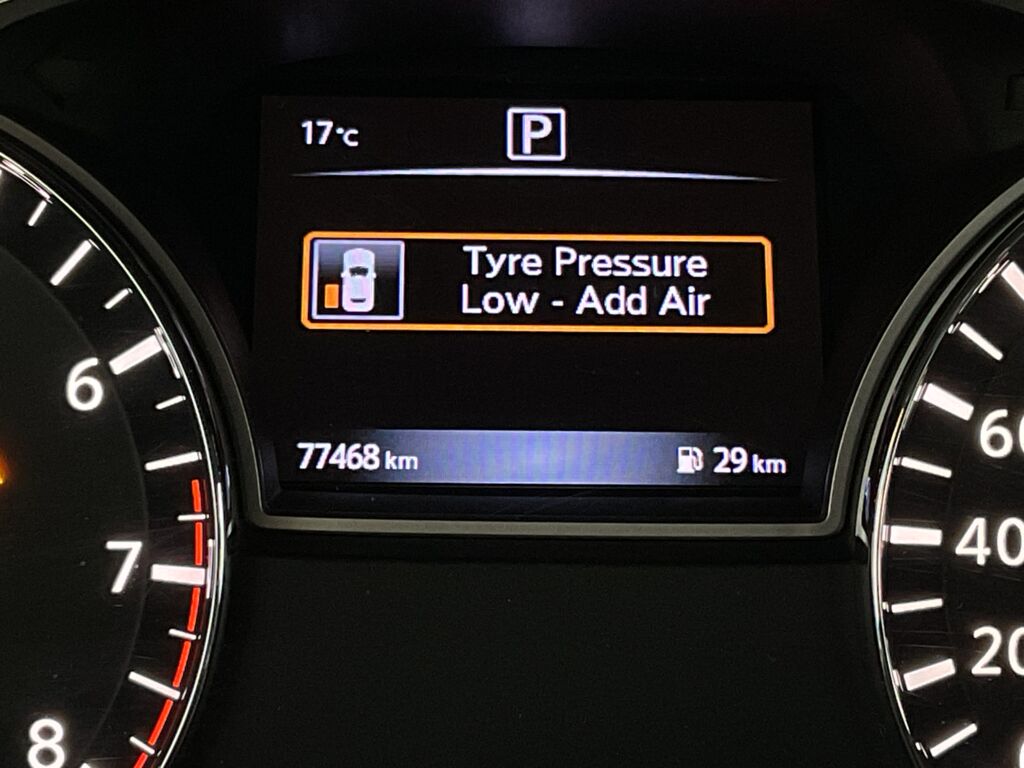 17°C
P
Tyre Pressure
Low - Add Air
77468 km
29 km
6
7
8
60
40
20